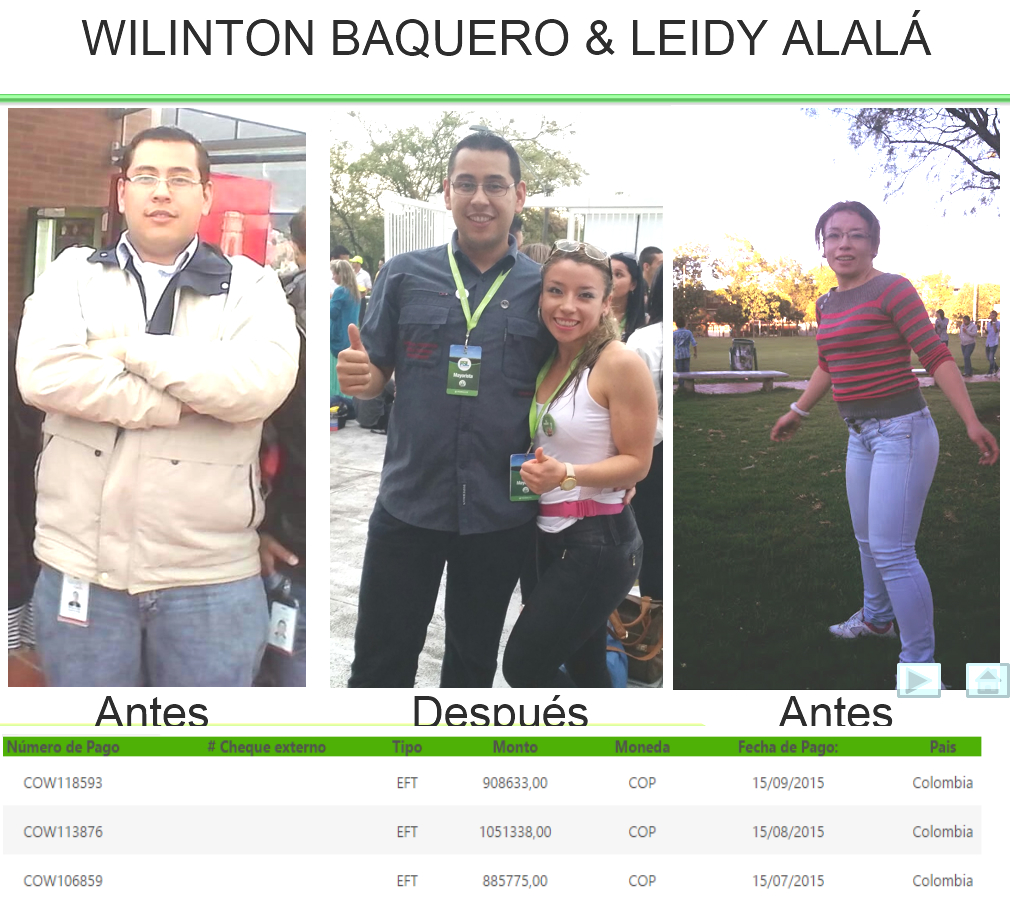 WILINTON BAQUERO & LEIDY ALALÁ
Mayorista
Antes Después Antes
Número de Pago # Cheque externo Tipo Monto Moneda Fecha de Pago: Pais
COW118593 EFT 908633,00 COP 15/09/2015 Colombia
COW113876 EFT 1051338,00 COP 15/08/2015 Colombia
COW106859 EFT 885775,00 COP 15/07/2015 Colombia